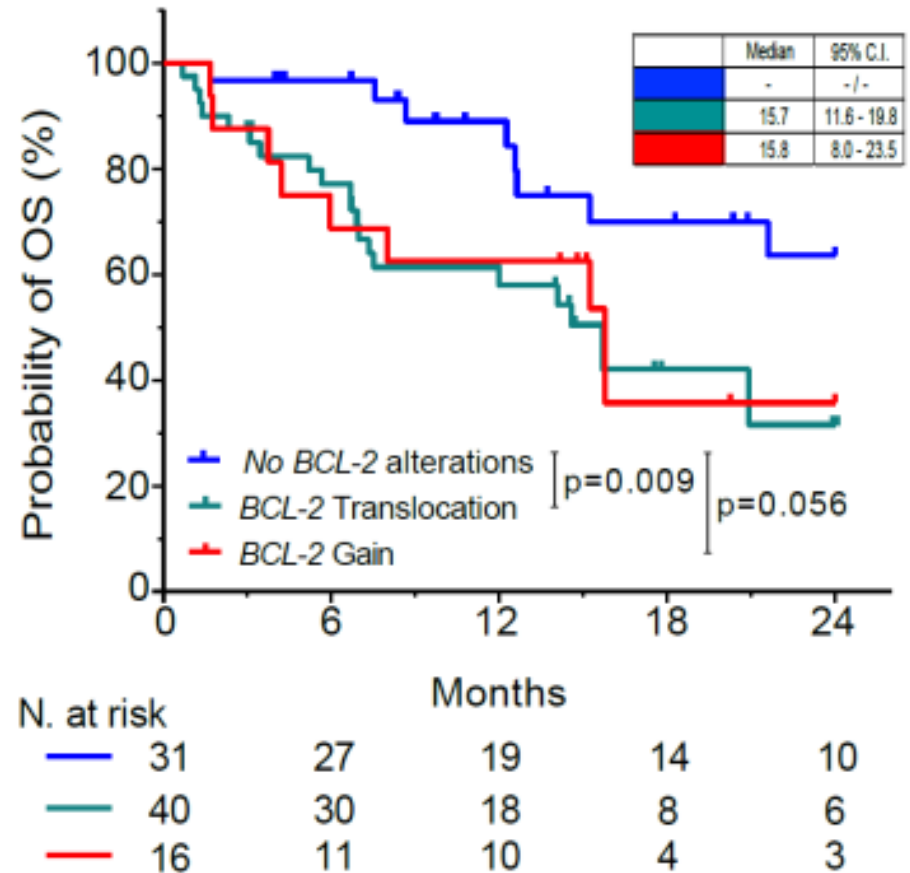 Median 95% C.I.
- -/-
15.7 11.6 - 19.8
15.8 8.0 - 23.5
Probability of OS (%)
100
80
60
40
20
0
No BCL-2 alterations
BCL-2 Translocation
BCL-2 Gain
p=0.009
p=0.056
0 6 12 18 24
Months
N. at risk
31 27 19 14 10
40 30 18 8 6
16 11 10 4 3